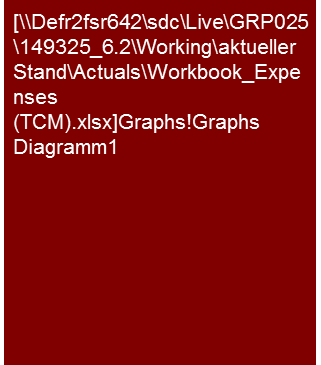 [\\Defr2fsr642\sdc\Live\GRP025
\149325_6.2\Working\aktueller
Stand\Actuals\Workbook_Expe
nses
(TCM).xlsx]Graphs!Graphs
Diagramm1